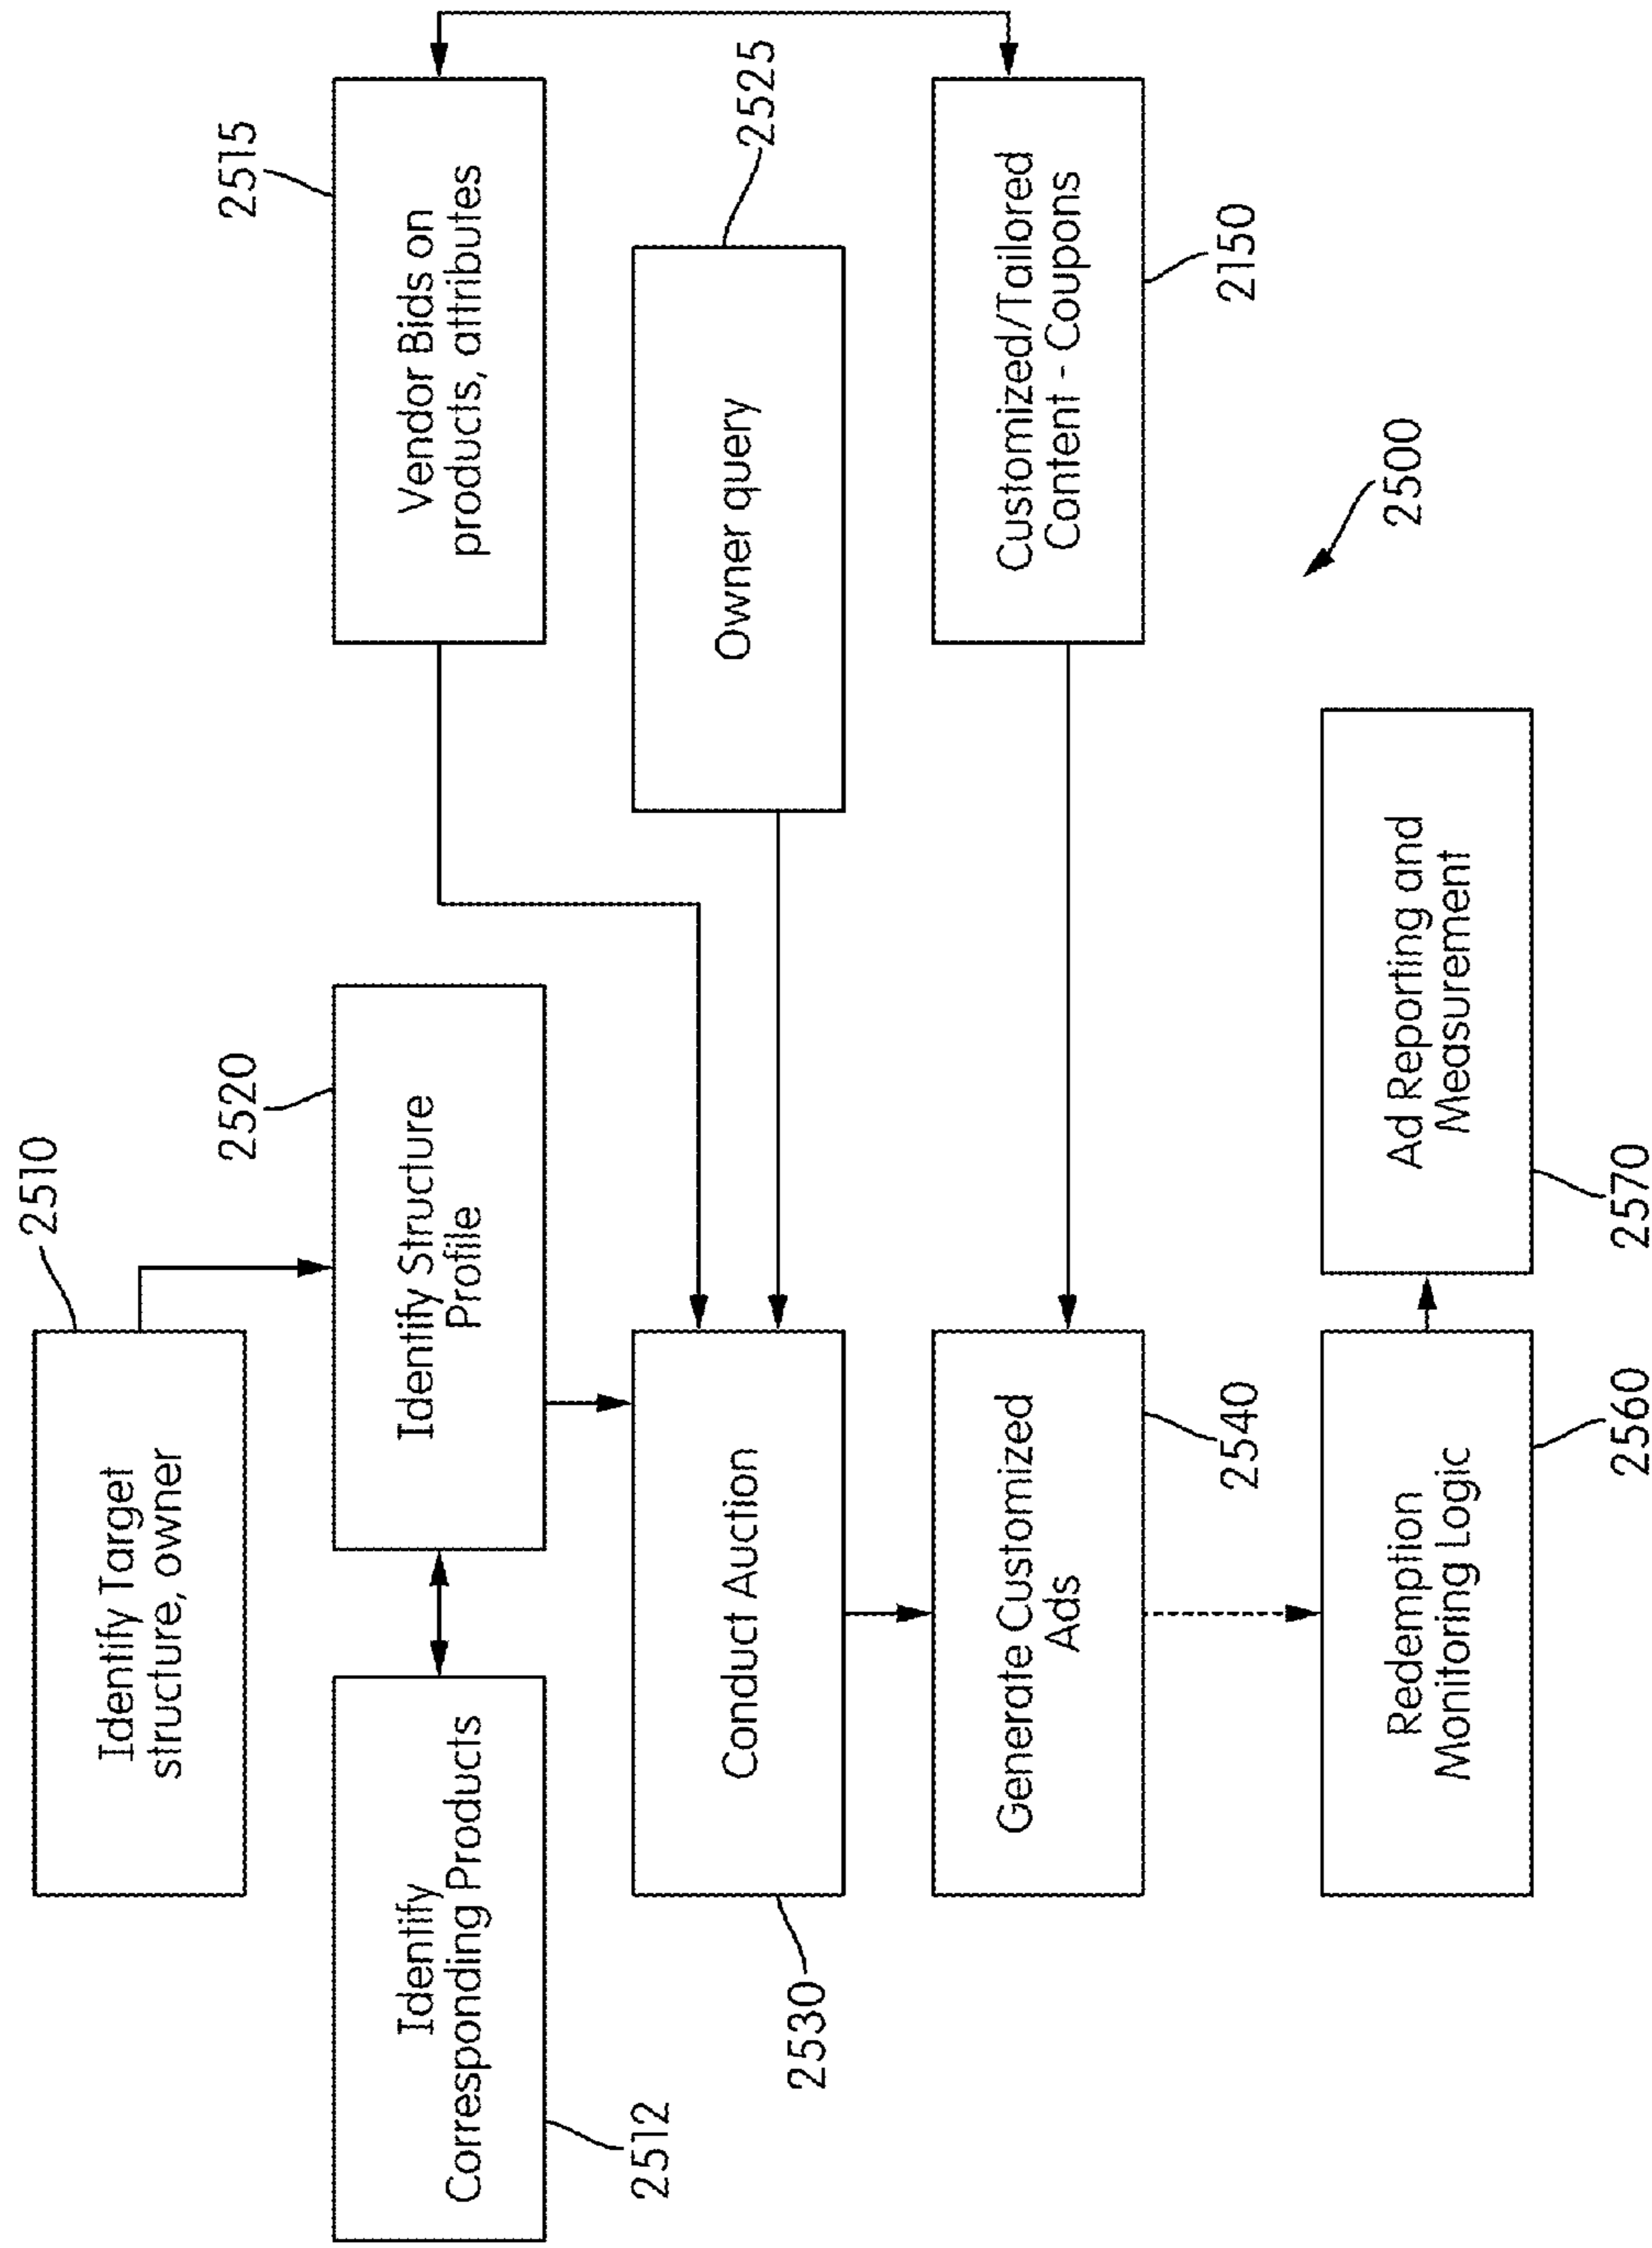 2510
Identify Target
structure, owner
2515
Vendor Bids on
products, attributes
2520
Identify Structure
Profile
Identify
Corresponding Products
2512
2525
Owner query
Conduct Auction
2530
Customized/Tailored
Content - Coupons
2150
Generate Customized
Ads
2540
2500
Redemption
Monitoring Logic
2560
Ad Reporting and
Measurement
2570